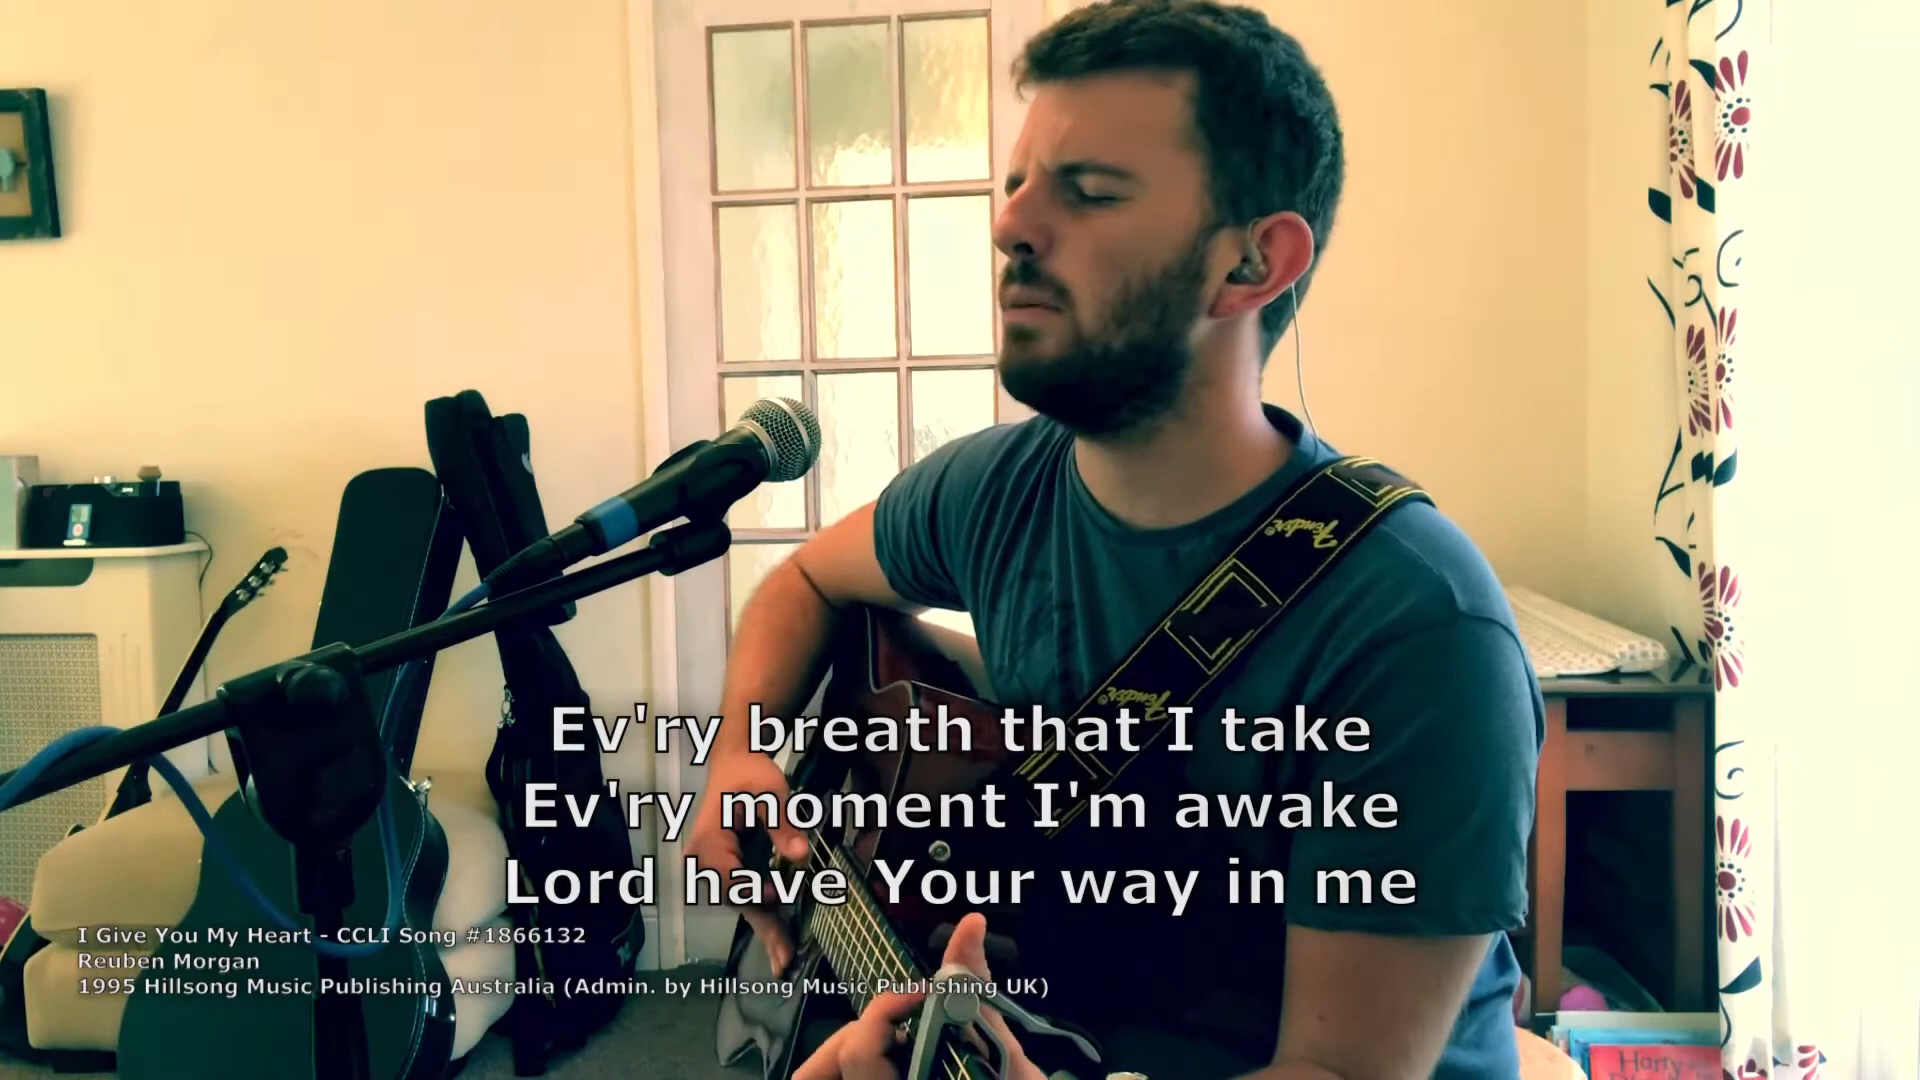 Fender
Fender
Ev'ry breath that I take
Ev'ry moment I'm awake
Lord have Your way in me
I Give You My Heart - CCLI Song #1866132
Reuben Morgan
1995 Hillsong Music Publishing Australia (Admin. by Hillsong Music Publishing UK)
Harry